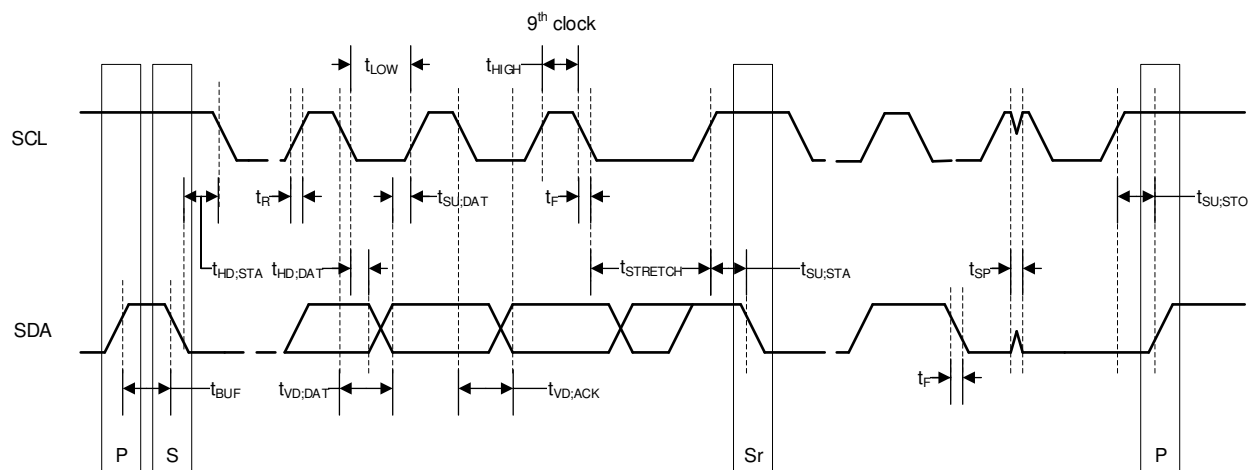 9th clock
tLOW
tHIGH
SCL
tR
tSU;DAT
tF
tSU;STO
tHD;STA
tHD;DAT
tSTRETCH
tSU;STA
tSP
SDA
tBUF
tVD;DAT
tVD;ACK
tF
P
S
Sr
P